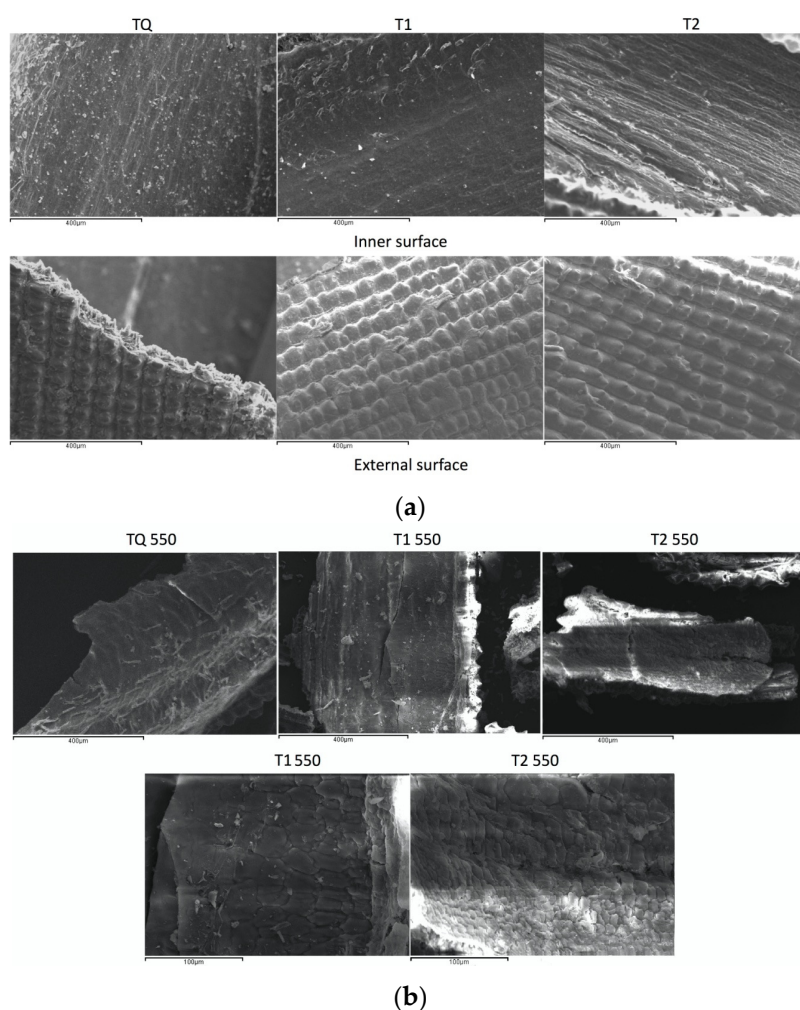 TQ T1 T2
400μm 400μm 400μm
Inner surface
400μm 400μm 400μm
External surface
(a)
TQ 550 T1 550 T2 550
400μm 400μm 400μm
T1 550 T2 550
100μm 100μm
(b)